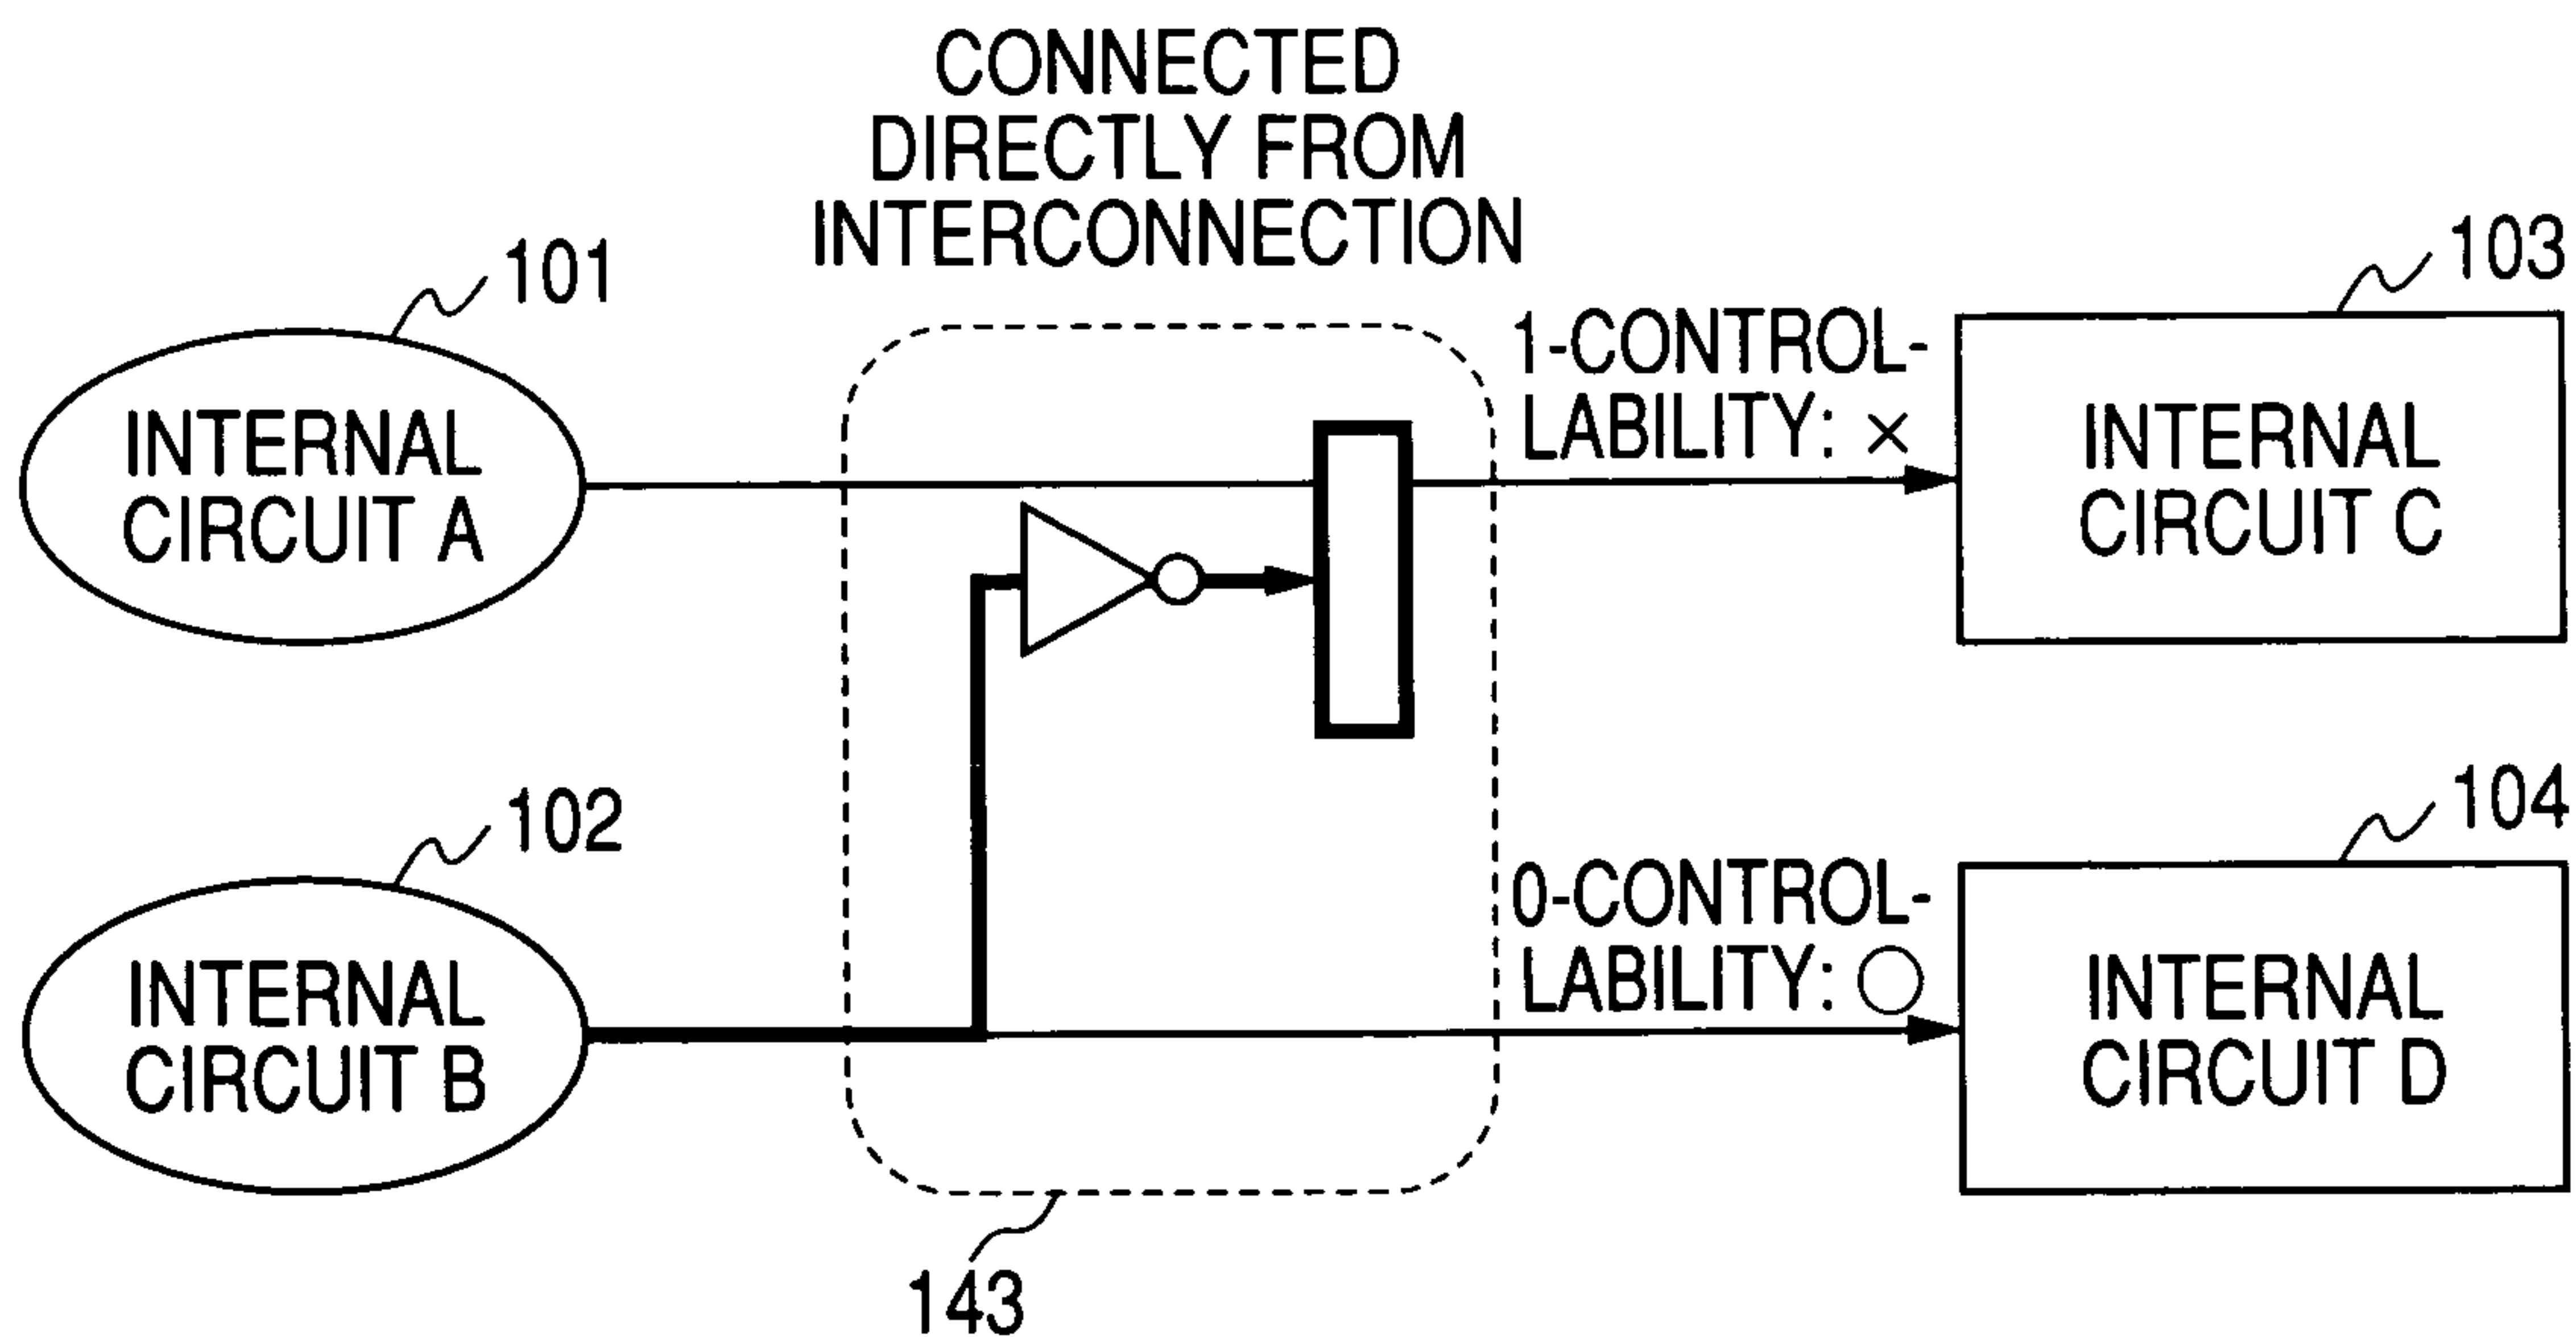 CONNECTED
DIRECTLY FROM
INTERCONNECTION
101
INTERNAL
CIRCUIT A
1-CONTROL-
LABILITY: ×
103
INTERNAL
CIRCUIT C
102
INTERNAL
CIRCUIT B
0-CONTROL-
LABILITY: ○
104
INTERNAL
CIRCUIT D
143